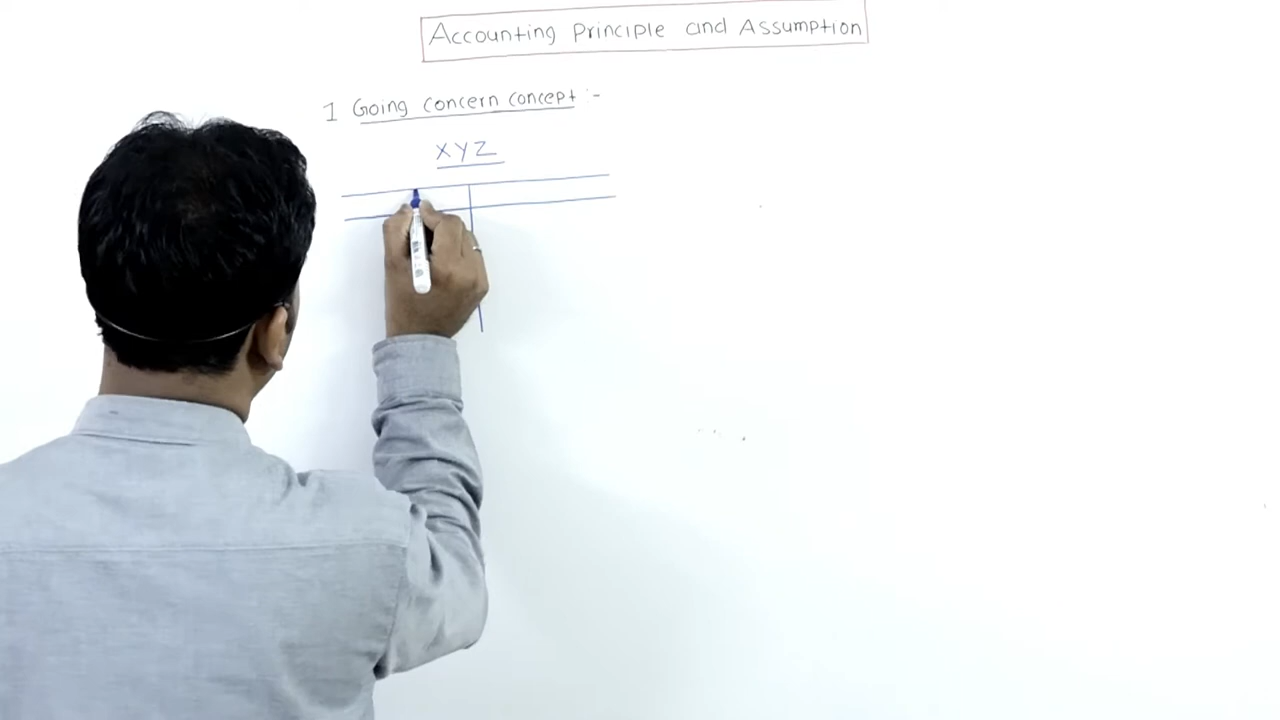 Accounting Principle and Assumption
1 Going concern concept :-
XYZ